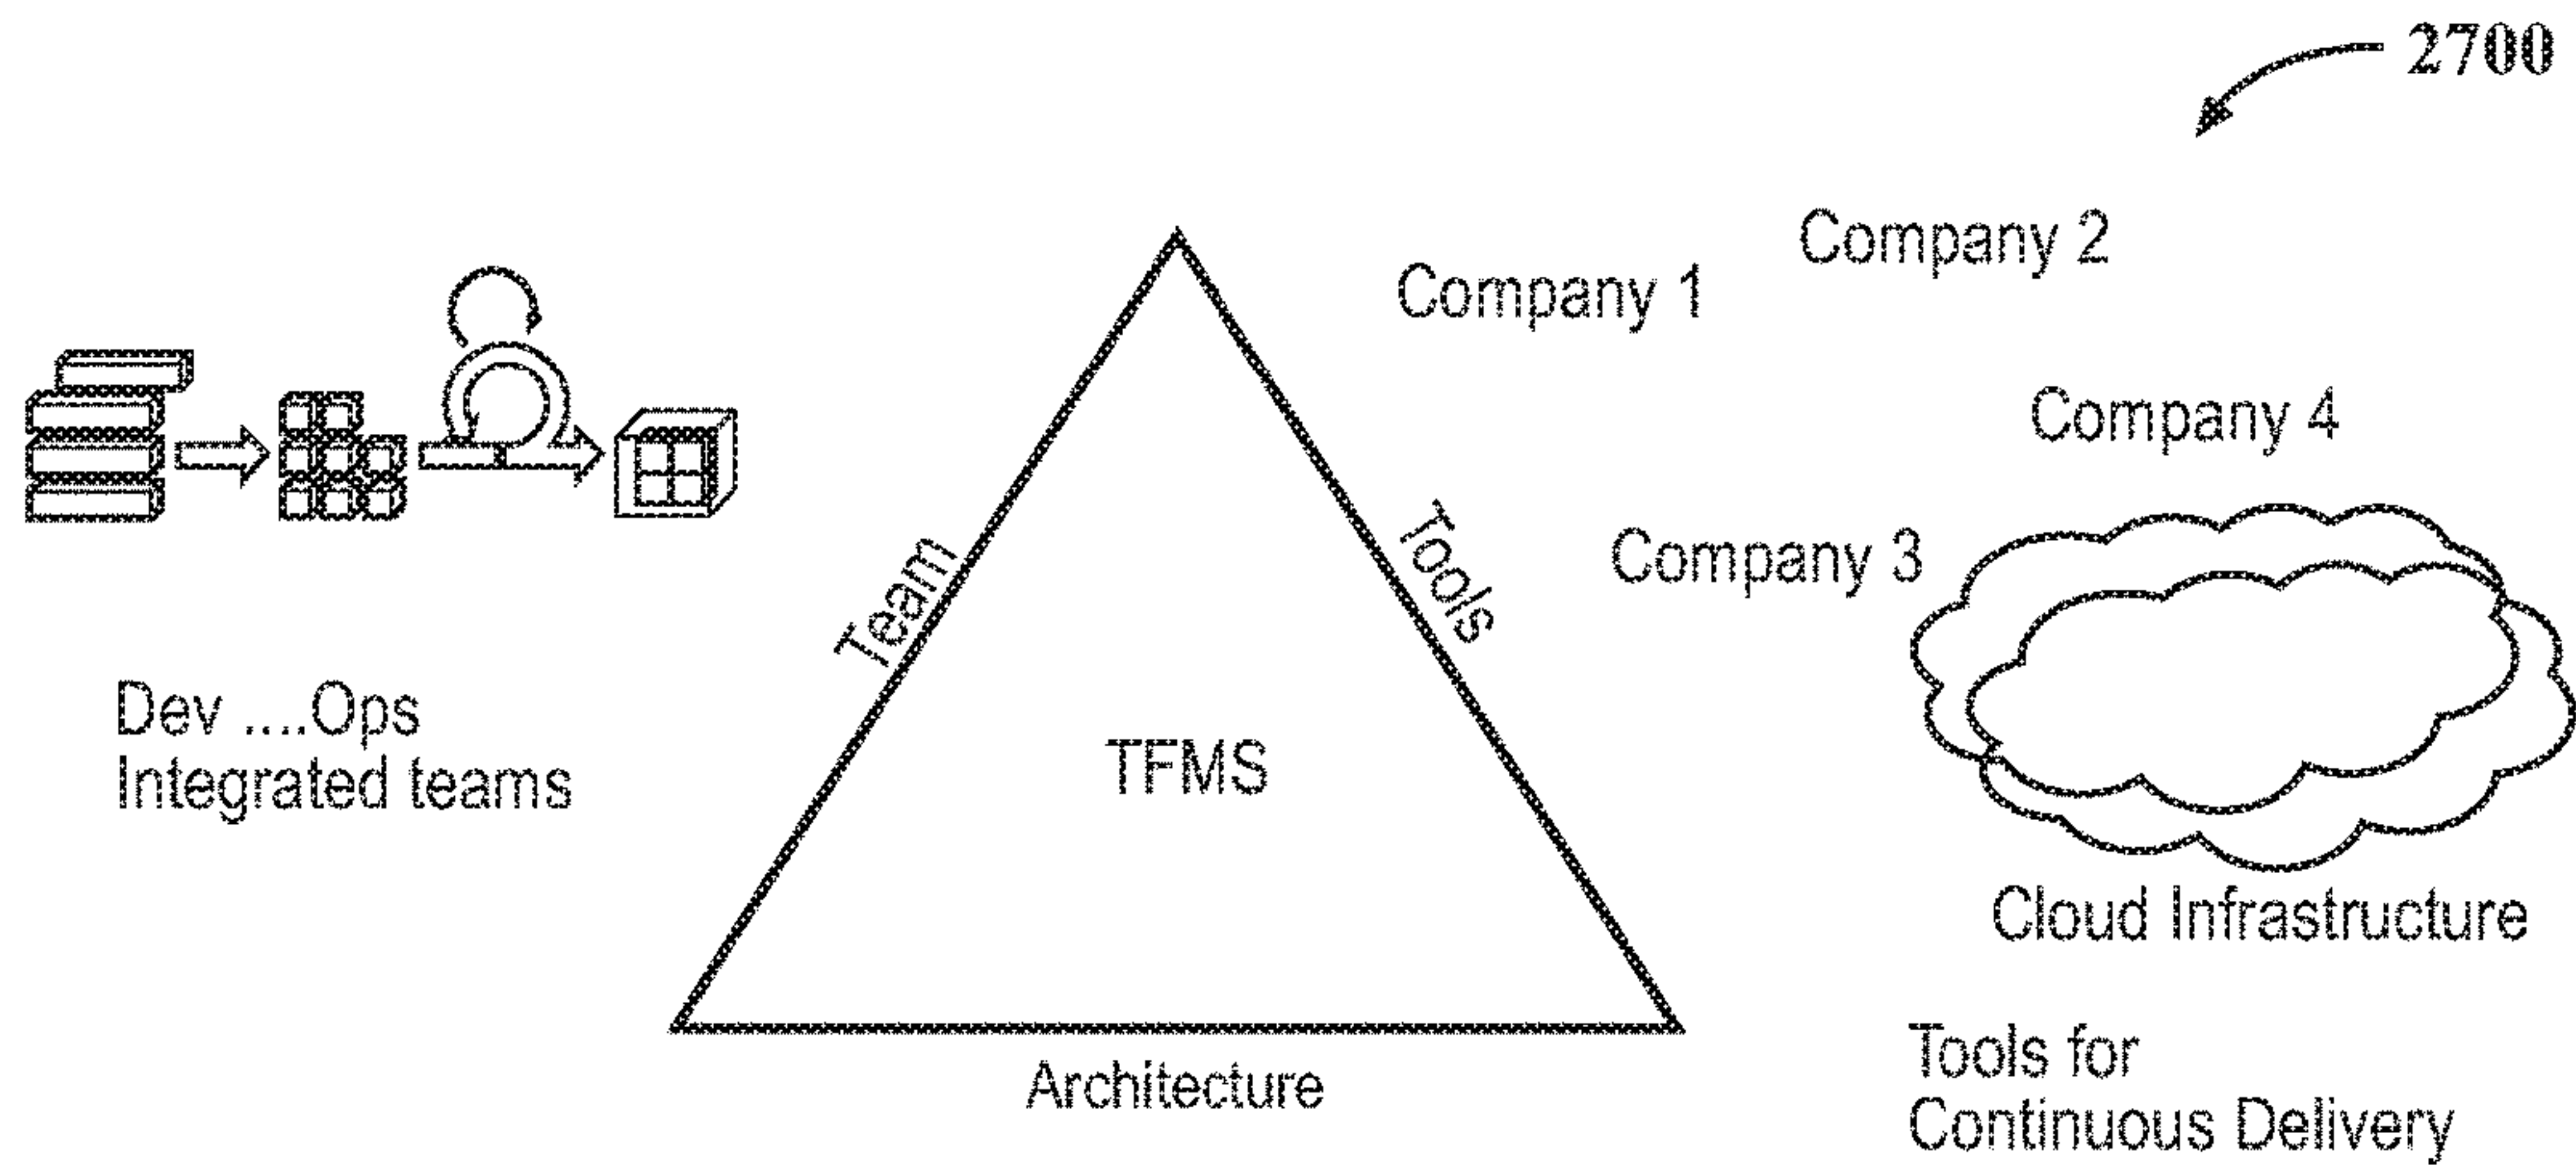 2700
Company 2
Company 1
Company 4
Company 3
Team
Tools
Dev ....Ops
Integrated teams
TFMS
Cloud Infrastructure
Architecture
Tools for
Continuous Delivery